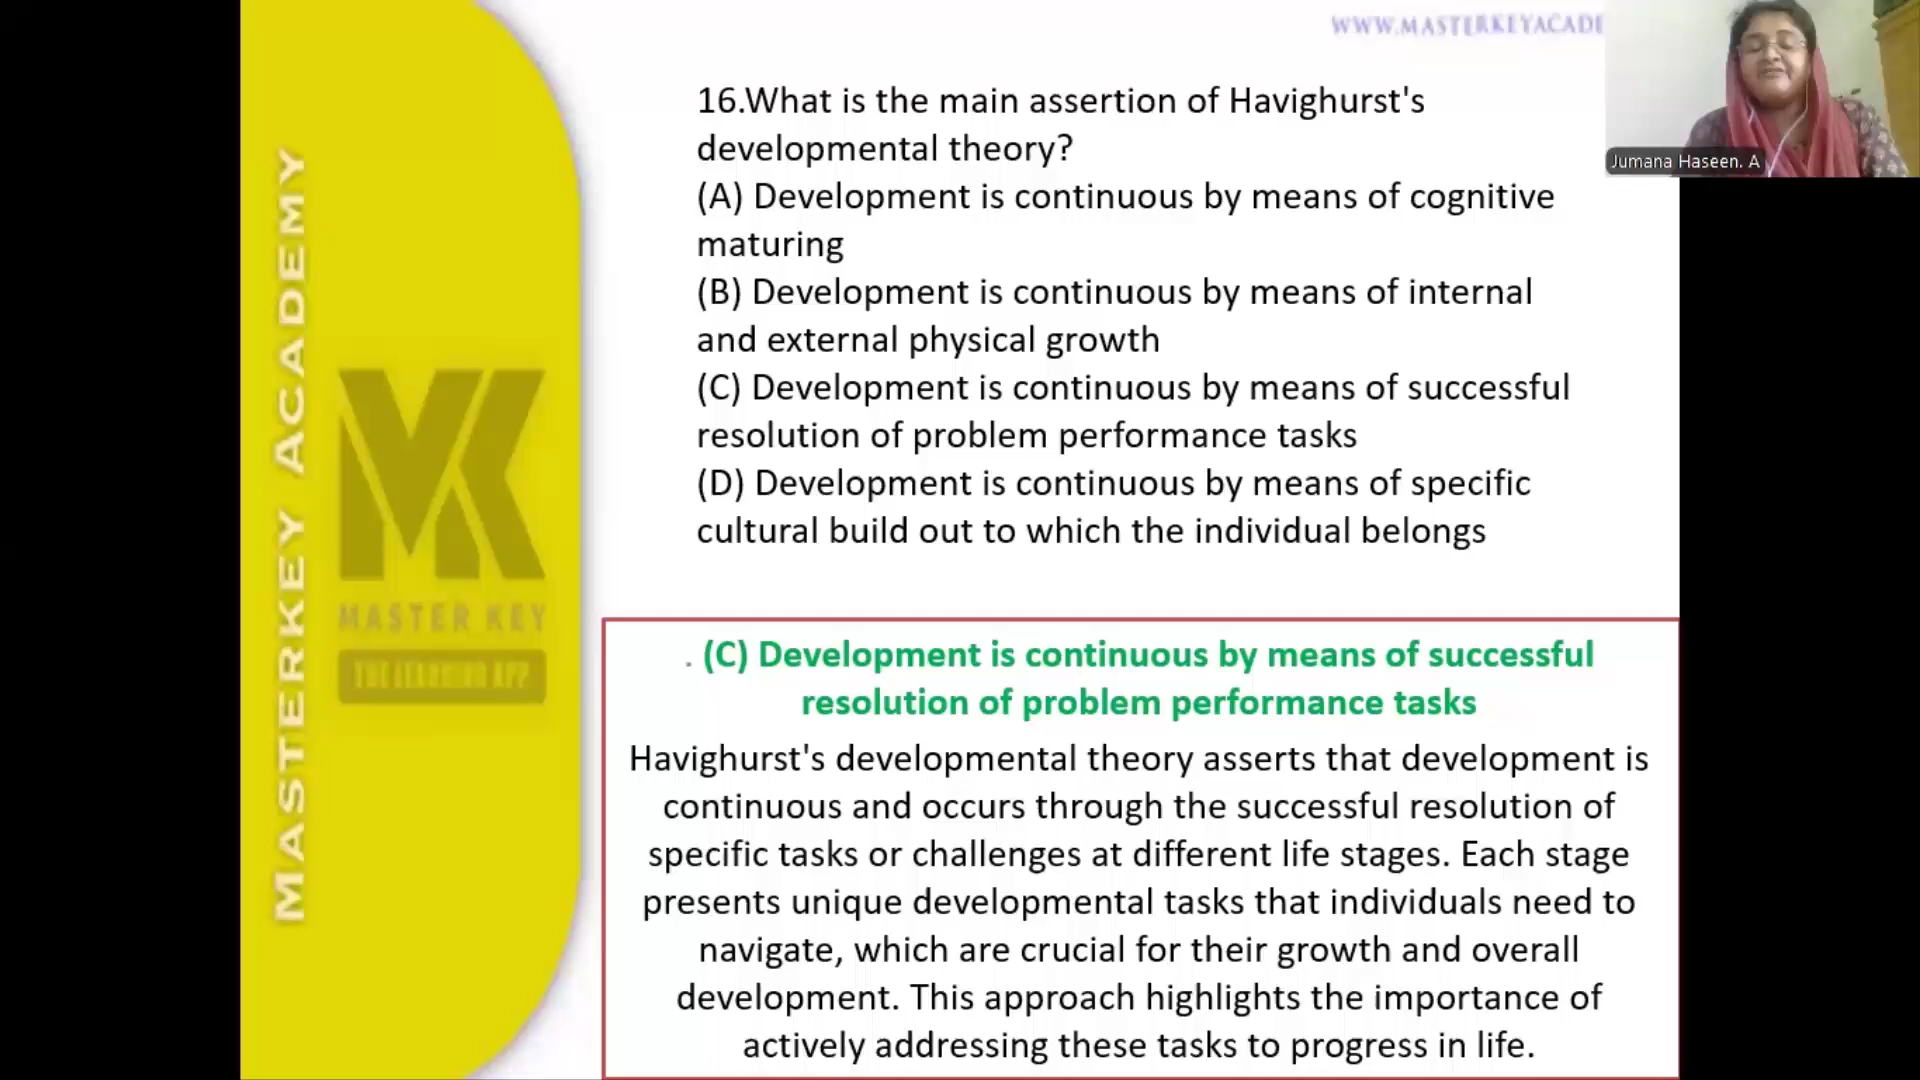 WWW.MASTERKEYACADE
Jumana Haseen. A
MASTERKEY ACADEMY
MK
MASTER KEY
THE LEARNING APP
16.What is the main assertion of Havighurst's
developmental theory?
(A) Development is continuous by means of cognitive
maturing
(B) Development is continuous by means of internal
and external physical growth
(C) Development is continuous by means of successful
resolution of problem performance tasks
(D) Development is continuous by means of specific
cultural build out to which the individual belongs
. (C) Development is continuous by means of successful
resolution of problem performance tasks
Havighurst's developmental theory asserts that development is
continuous and occurs through the successful resolution of
specific tasks or challenges at different life stages. Each stage
presents unique developmental tasks that individuals need to
navigate, which are crucial for their growth and overall
development. This approach highlights the importance of
actively addressing these tasks to progress in life.